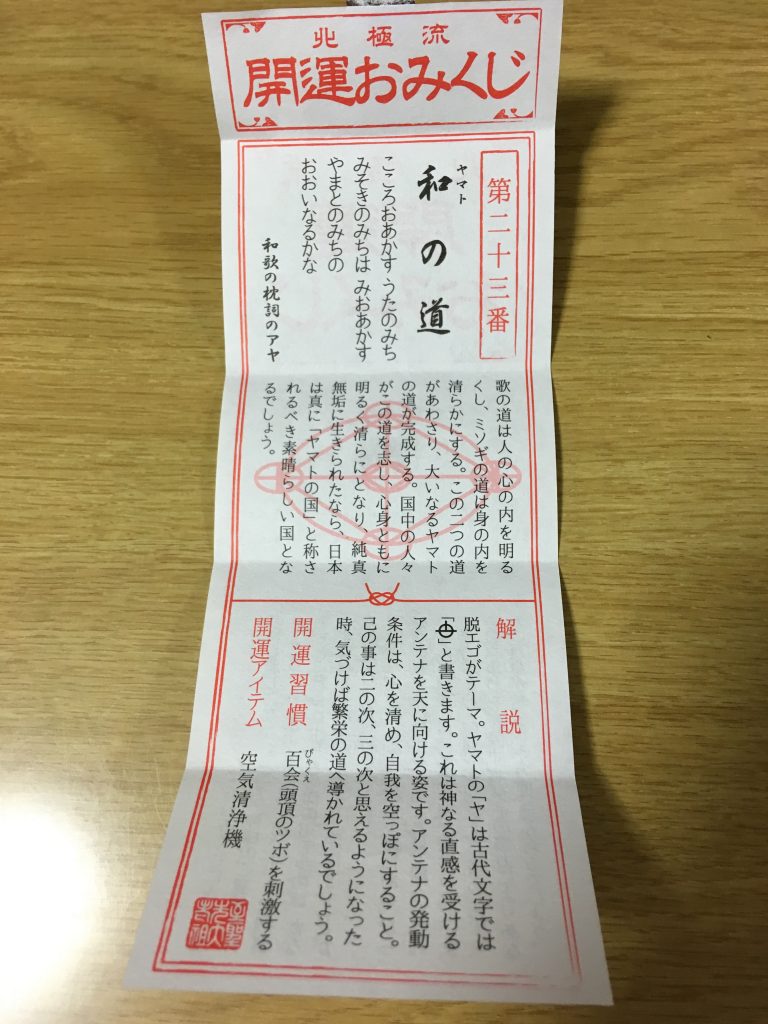 北極流
開運おみくじ
第二十三番
ヤマト
和の道
こころおあかす うたのみち
みそきのみちは みおあかす
やまとのみちの
おおいなるかな
和歌の枕詞のアヤ
歌の道は人の心の内を明る
くし、ミソギの道は身の内を
清らかにする。この二つの道
があわさり、大いなるヤマト
の道が完成する。国中の人々
がこの道を志し、心身ともに
明るく清らにとなり、純真
無垢に生きられたなら、日本
は真に「ヤマトの国」と称さ
れるべき素晴らしい国とな
るでしょう。
解説
脱エゴがテーマ。ヤマトの「ヤ」は古代文字では
「」と書きます。これは神なる直感を受ける
アンテナを天に向ける姿です。アンテナの発動
条件は、心を清め、自我を空っぽにすること。
己の事は二の次、三の次と思えるようになった
時、気づけば繁栄の道へ導かれているでしょう。
開運習慣
びゃくえ
百会(頭頂のツボ)を刺激する
開運アイテム
空気清浄機